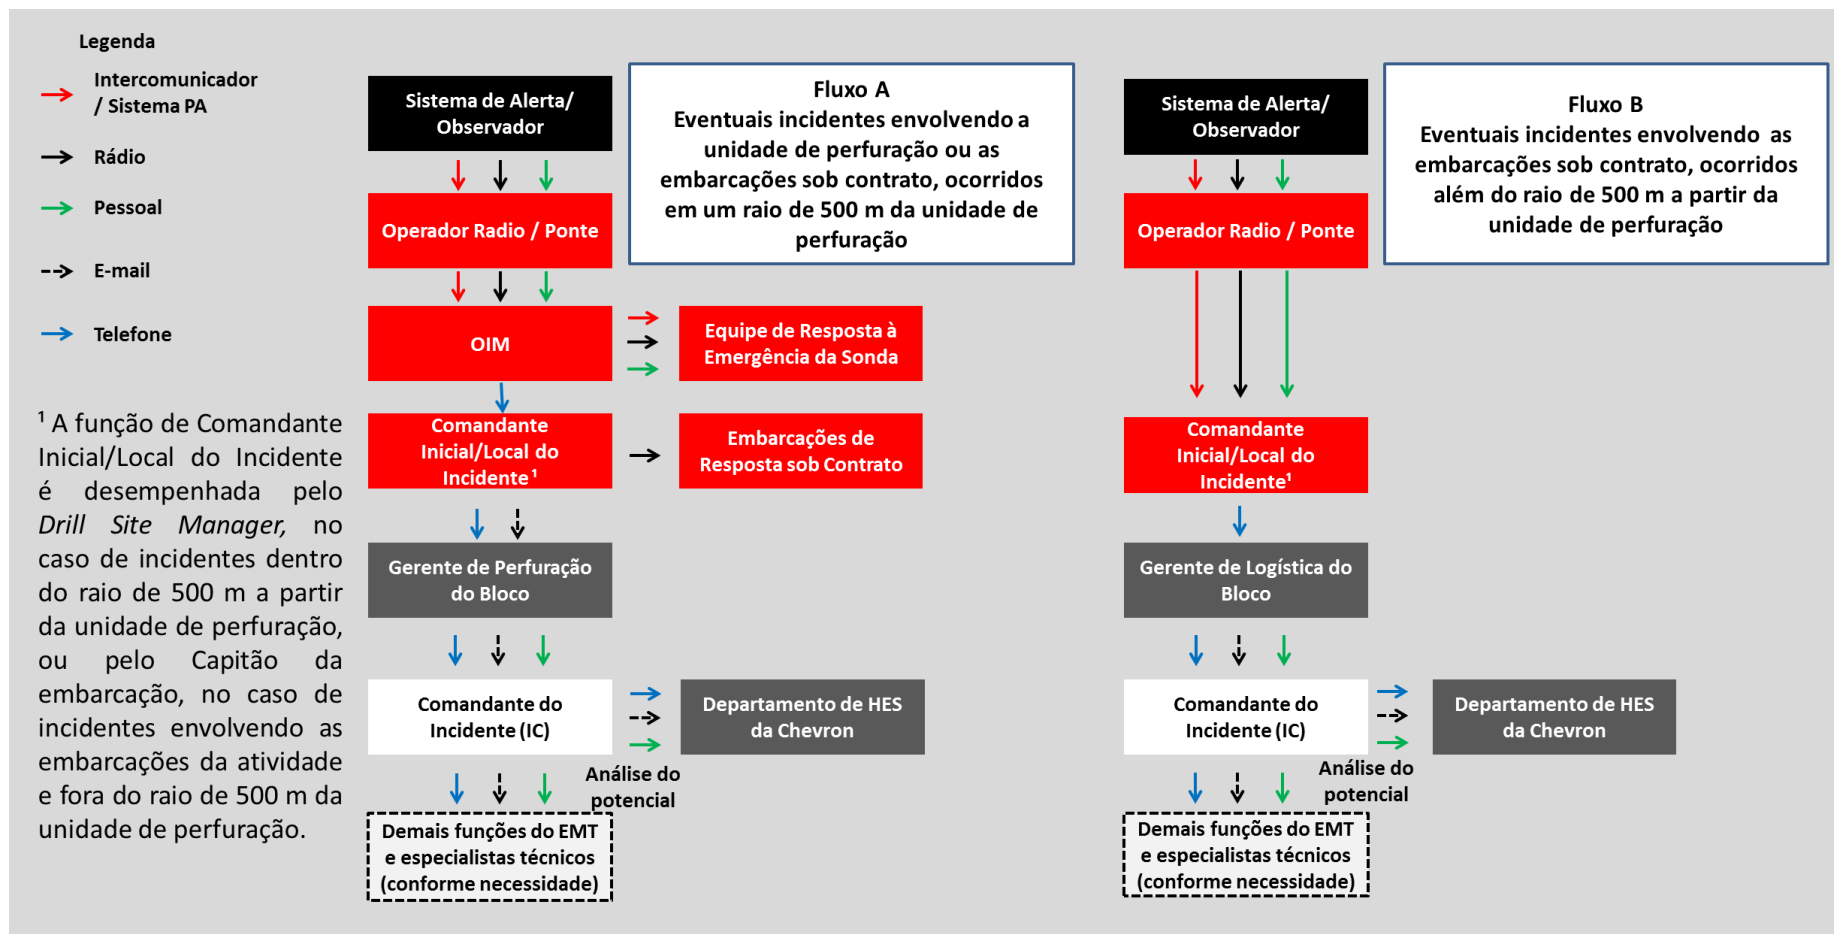 Legenda
Intercomunicador
/ Sistema PA
Rádio
Pessoal
E-mail
Telefone
¹ A função de Comandante
Inicial/Local do Incidente
é desempenhada pelo
Drill Site Manager, no
caso de incidentes dentro
do raio de 500 m a partir
da unidade de perfuração,
ou pelo Capitão da
embarcação, no caso de
incidentes envolvendo as
embarcações da atividade
e fora do raio de 500 m da
unidade de perfuração.
Sistema de Alerta/
Observador
Fluxo A
Eventuais incidentes envolvendo a
unidade de perfuração ou as
embarcações sob contrato, ocorridos
em um raio de 500 m da unidade de
perfuração
Operador Radio / Ponte
OIM
Equipe de Resposta à
Emergência da Sonda
Comandante
Inicial/Local do
Incidente ¹
Embarcações de
Resposta sob Contrato
Gerente de Perfuração
do Bloco
Comandante do
Incidente (IC)
Departamento de HES
da Chevron
Análise do
potencial
Demais funções do EMT
e especialistas técnicos
(conforme necessidade)
Sistema de Alerta/
Observador
Fluxo B
Eventuais incidentes envolvendo as
embarcações sob contrato, ocorridos
além do raio de 500 m a partir da
unidade de perfuração
Operador Radio / Ponte
Comandante
Inicial/Local do
Incidente¹
Gerente de Logística do
Bloco
Comandante do
Incidente (IC)
Departamento de HES
da Chevron
Análise do
potencial
Demais funções do EMT
e especialistas técnicos
(conforme necessidade)